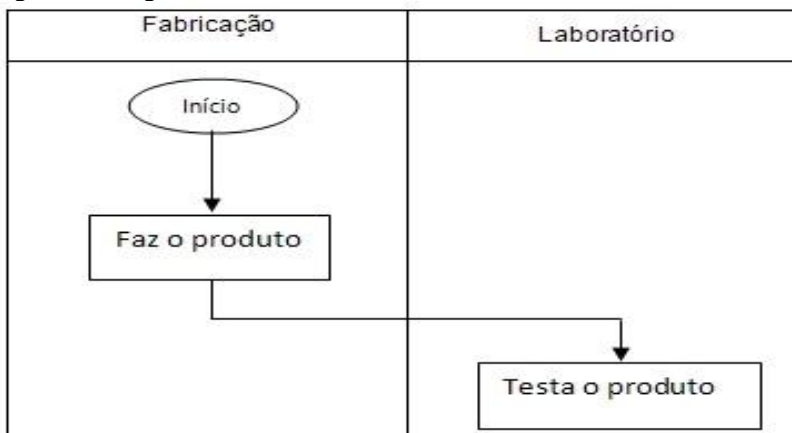 Fabricação
Laboratório
Início
Faz o produto
Testa o produto